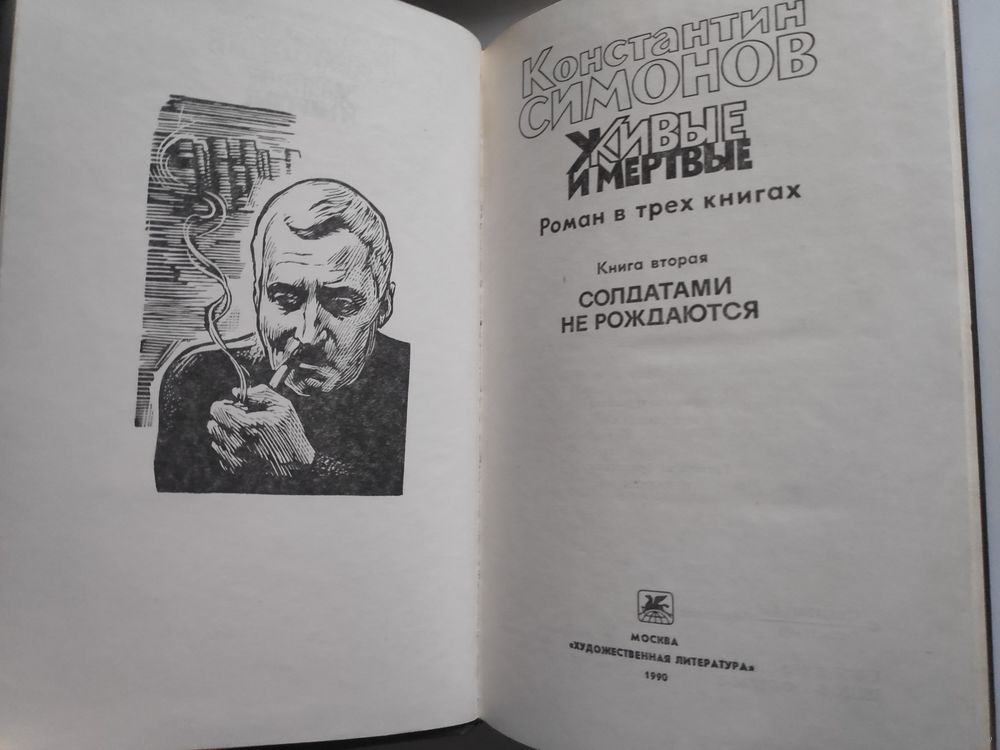 Константин
СИМОНОВ
ЖИВЫЕ
И МЕРТВЫЕ
Роман в трех книгах
Книга вторая
СОЛДАТАМИ
НЕ РОЖДАЮТСЯ
МОСКВА
«ХУДОЖЕСТВЕННАЯ ЛИТЕРАТУРА»
1990